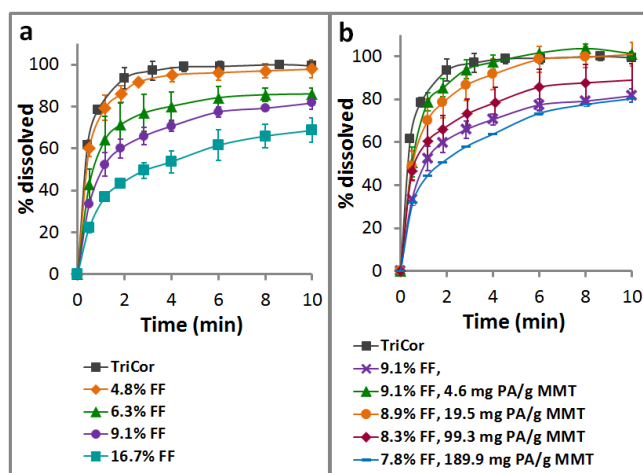 a
100
80
60
40
20
0
% dissolved
0 2 4 6 8 10
Time (min)
TriCor
4.8% FF
6.3% FF
9.1% FF
16.7% FF
b
100
80
60
40
20
0
% dissolved
0 2 4 6 8 10
Time (min)
TriCor
9.1% FF,
9.1% FF, 4.6 mg PA/g MMT
8.9% FF, 19.5 mg PA/g MMT
8.3% FF, 99.3 mg PA/g MMT
7.8% FF, 189.9 mg PA/g MMT